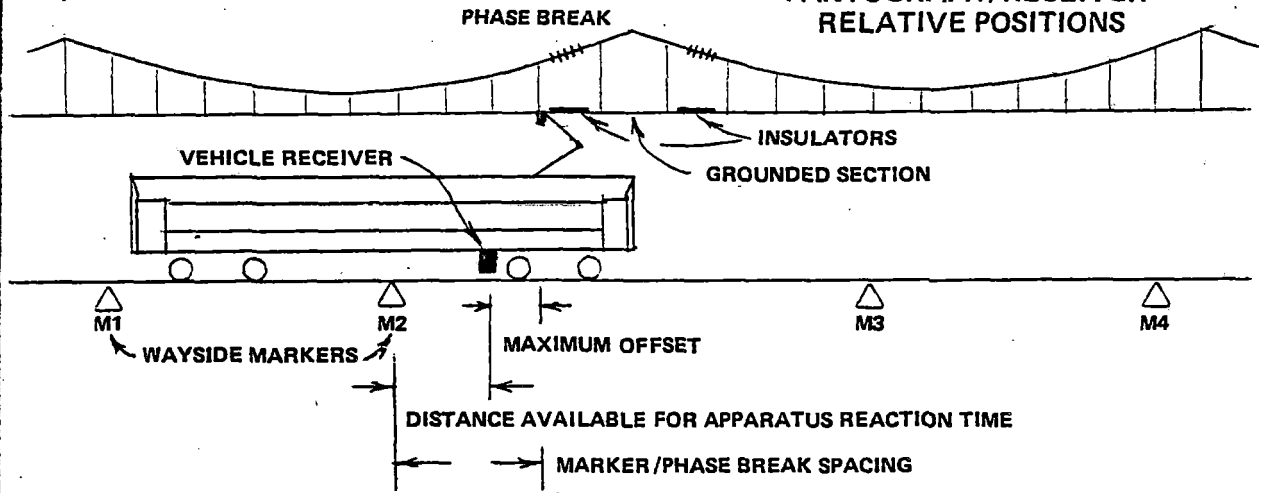 RELATIVE POSITIONS
PHASE BREAK
INSULATORS
VEHICLE RECEIVER
GROUNDED SECTION
M1
M2
M3
M4
WAYSIDE MARKERS
MAXIMUM OFFSET
DISTANCE AVAILABLE FOR APPARATUS REACTION TIME
MARKER/PHASE BREAK SPACING